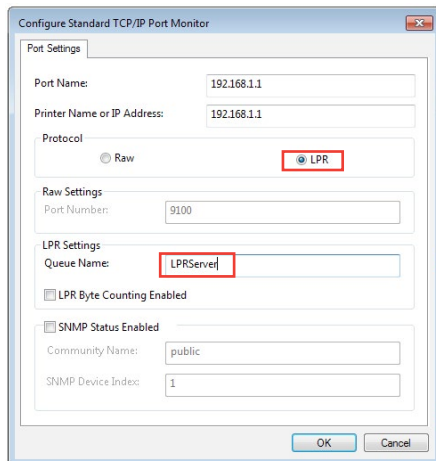 Configure Standard TCP/IP Port Monitor
Port Settings
Port Name: 192.168.1.1
Printer Name or IP Address: 192.168.1.1
Protocol
Raw LPR
Raw Settings
Port Number: 9100
LPR Settings
Queue Name: LPRServer
LPR Byte Counting Enabled
SNMP Status Enabled
Community Name: public
SNMP Device Index: 1
OK Cancel